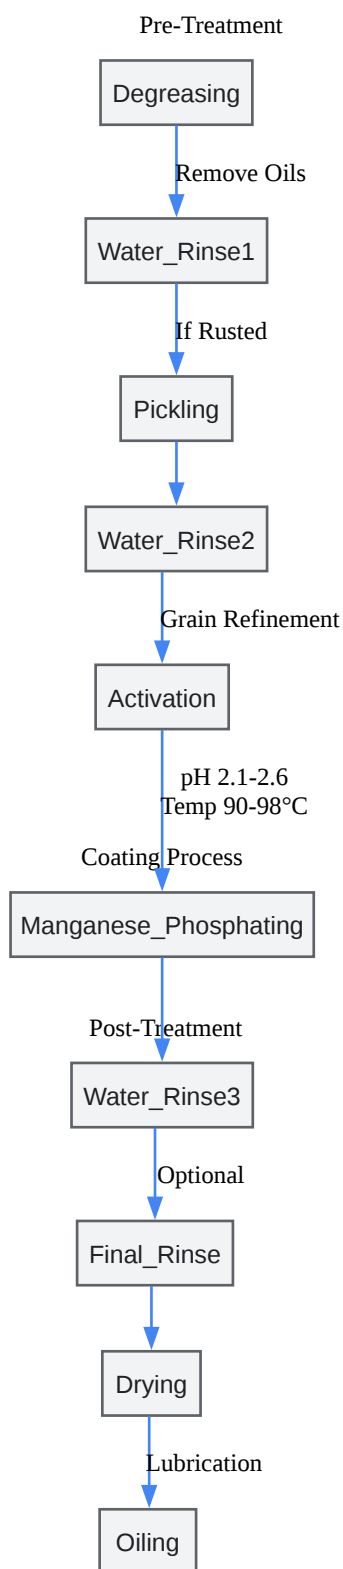 Pre-Treatment
Degreasing
Remove Oils
Water_Rinse1
If Rusted
Pickling
Water_Rinse2
Grain Refinement
Activation
pH 2.1-2.6
Temp 90-98°C
Coating Process
Manganese_Phosphating
Post-Treatment
Water_Rinse3
Optional
Final_Rinse
Drying
Lubrication
Oiling